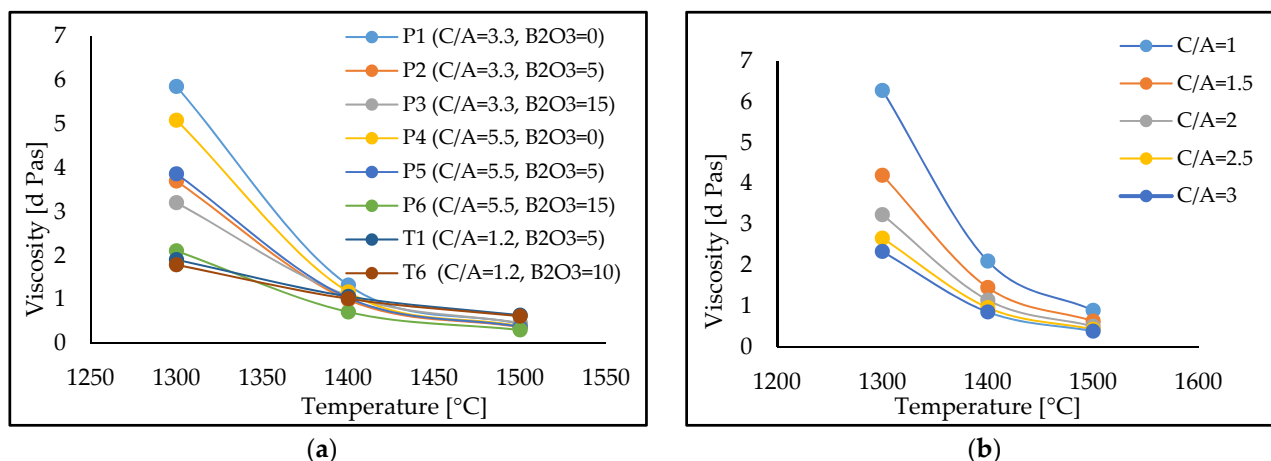 7
6
5
4
3
2
1
0
Viscosity [d Pas]
P1 (C/A=3.3, B2O3=0)
P2 (C/A=3.3, B2O3=5)
P3 (C/A=3.3, B2O3=15)
P4 (C/A=5.5, B2O3=0)
P5 (C/A=5.5, B2O3=5)
P6 (C/A=5.5, B2O3=15)
T1 (C/A=1.2, B2O3=5)
T6 (C/A=1.2, B2O3=10)
1250 1300 1350 1400 1450 1500 1550
Temperature [°C]
(a)
7
6
5
4
3
2
1
0
Viscosity [d Pas]
C/A=1
C/A=1.5
C/A=2
C/A=2.5
C/A=3
1200 1300 1400 1500 1600
Temperature [°C]
(b)